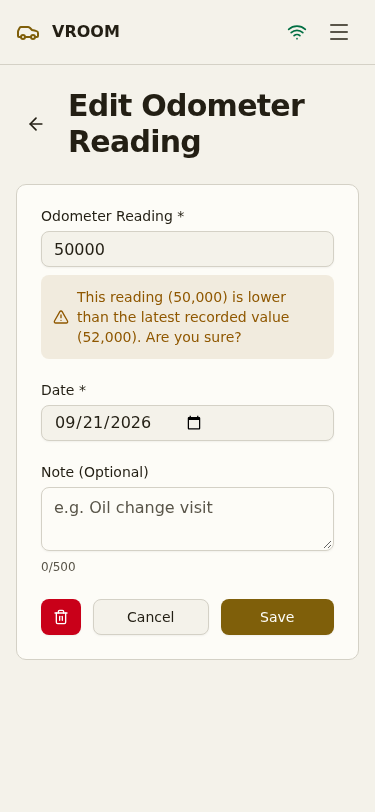 VROOM
Edit Odometer
Reading
Odometer Reading *
50000
This reading (50,000) is lower
than the latest recorded value
(52,000). Are you sure?
Date *
09/21/2026
Note (Optional)
e.g. Oil change visit
0/500
Cancel
Save